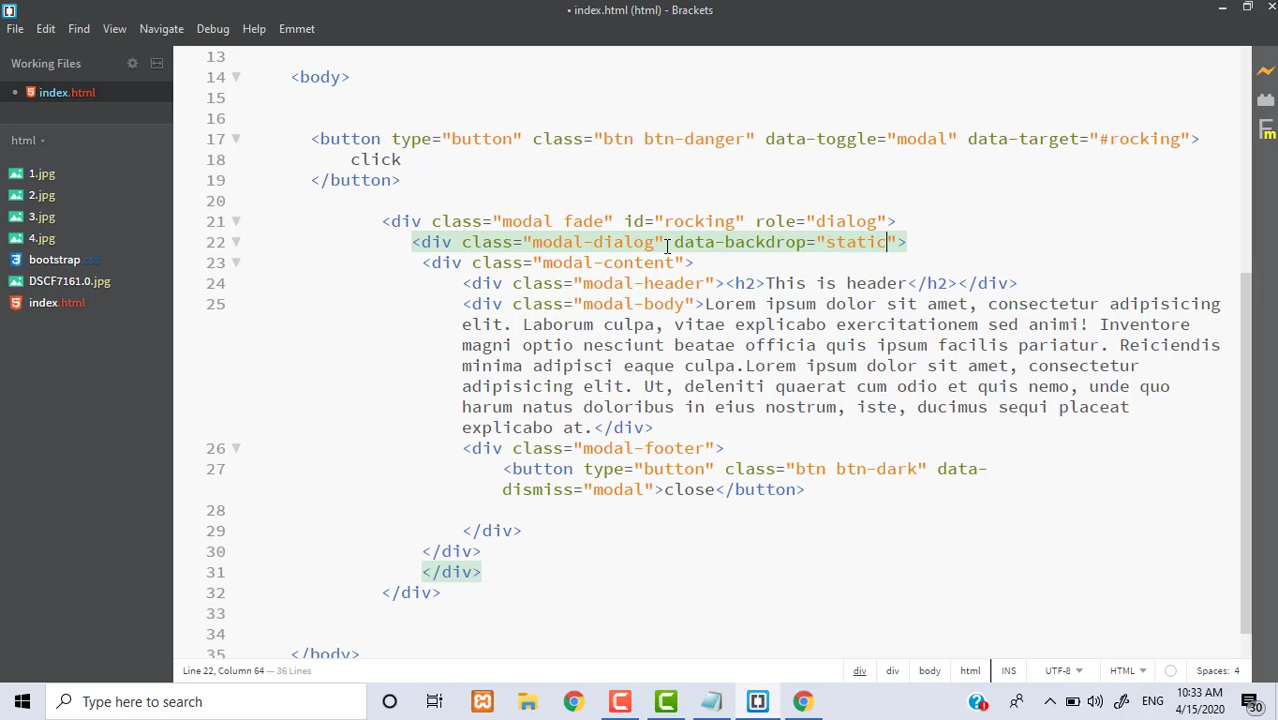 • index.html (html) - Brackets
File Edit Find View Navigate Debug Help Emmet
Working Files
• index.html
html
1.jpg
2.jpg
3.jpg
4.jpg
bootstrap.css
DSCF7161.0.jpg
index.html
13
14 <body>
15
16
17 <button type="button" class="btn btn-danger" data-toggle="modal" data-target="#rocking">
18 click
19 </button>
20
21 <div class="modal fade" id="rocking" role="dialog">
22 <div class="modal-dialog" data-backdrop="static">
23 <div class="modal-content">
24 <div class="modal-header"><h2>This is header</h2></div>
25 <div class="modal-body">Lorem ipsum dolor sit amet, consectetur adipisicing
elit. Laborum culpa, vitae explicabo exercitationem sed animi! Inventore
magni optio nesciunt beatae officia quis ipsum facilis pariatur. Reiciendis
minima adipisci eaque culpa.Lorem ipsum dolor sit amet, consectetur
adipisicing elit. Ut, deleniti quaerat cum odio et quis nemo, unde quo
harum natus doloribus in eius nostrum, iste, ducimus sequi placeat
explicabo at.</div>
26 <div class="modal-footer">
27 <button type="button" class="btn btn-dark" data-
dismiss="modal">close</button>
28
29 </div>
30 </div>
31 </div>
32 </div>
33
34
35 </body>
Line 22, Column 64 — 36 Lines
div div body html INS UTF-8 HTML Spaces: 4
Type here to search
ENG
10:33 AM
4/15/2020
30